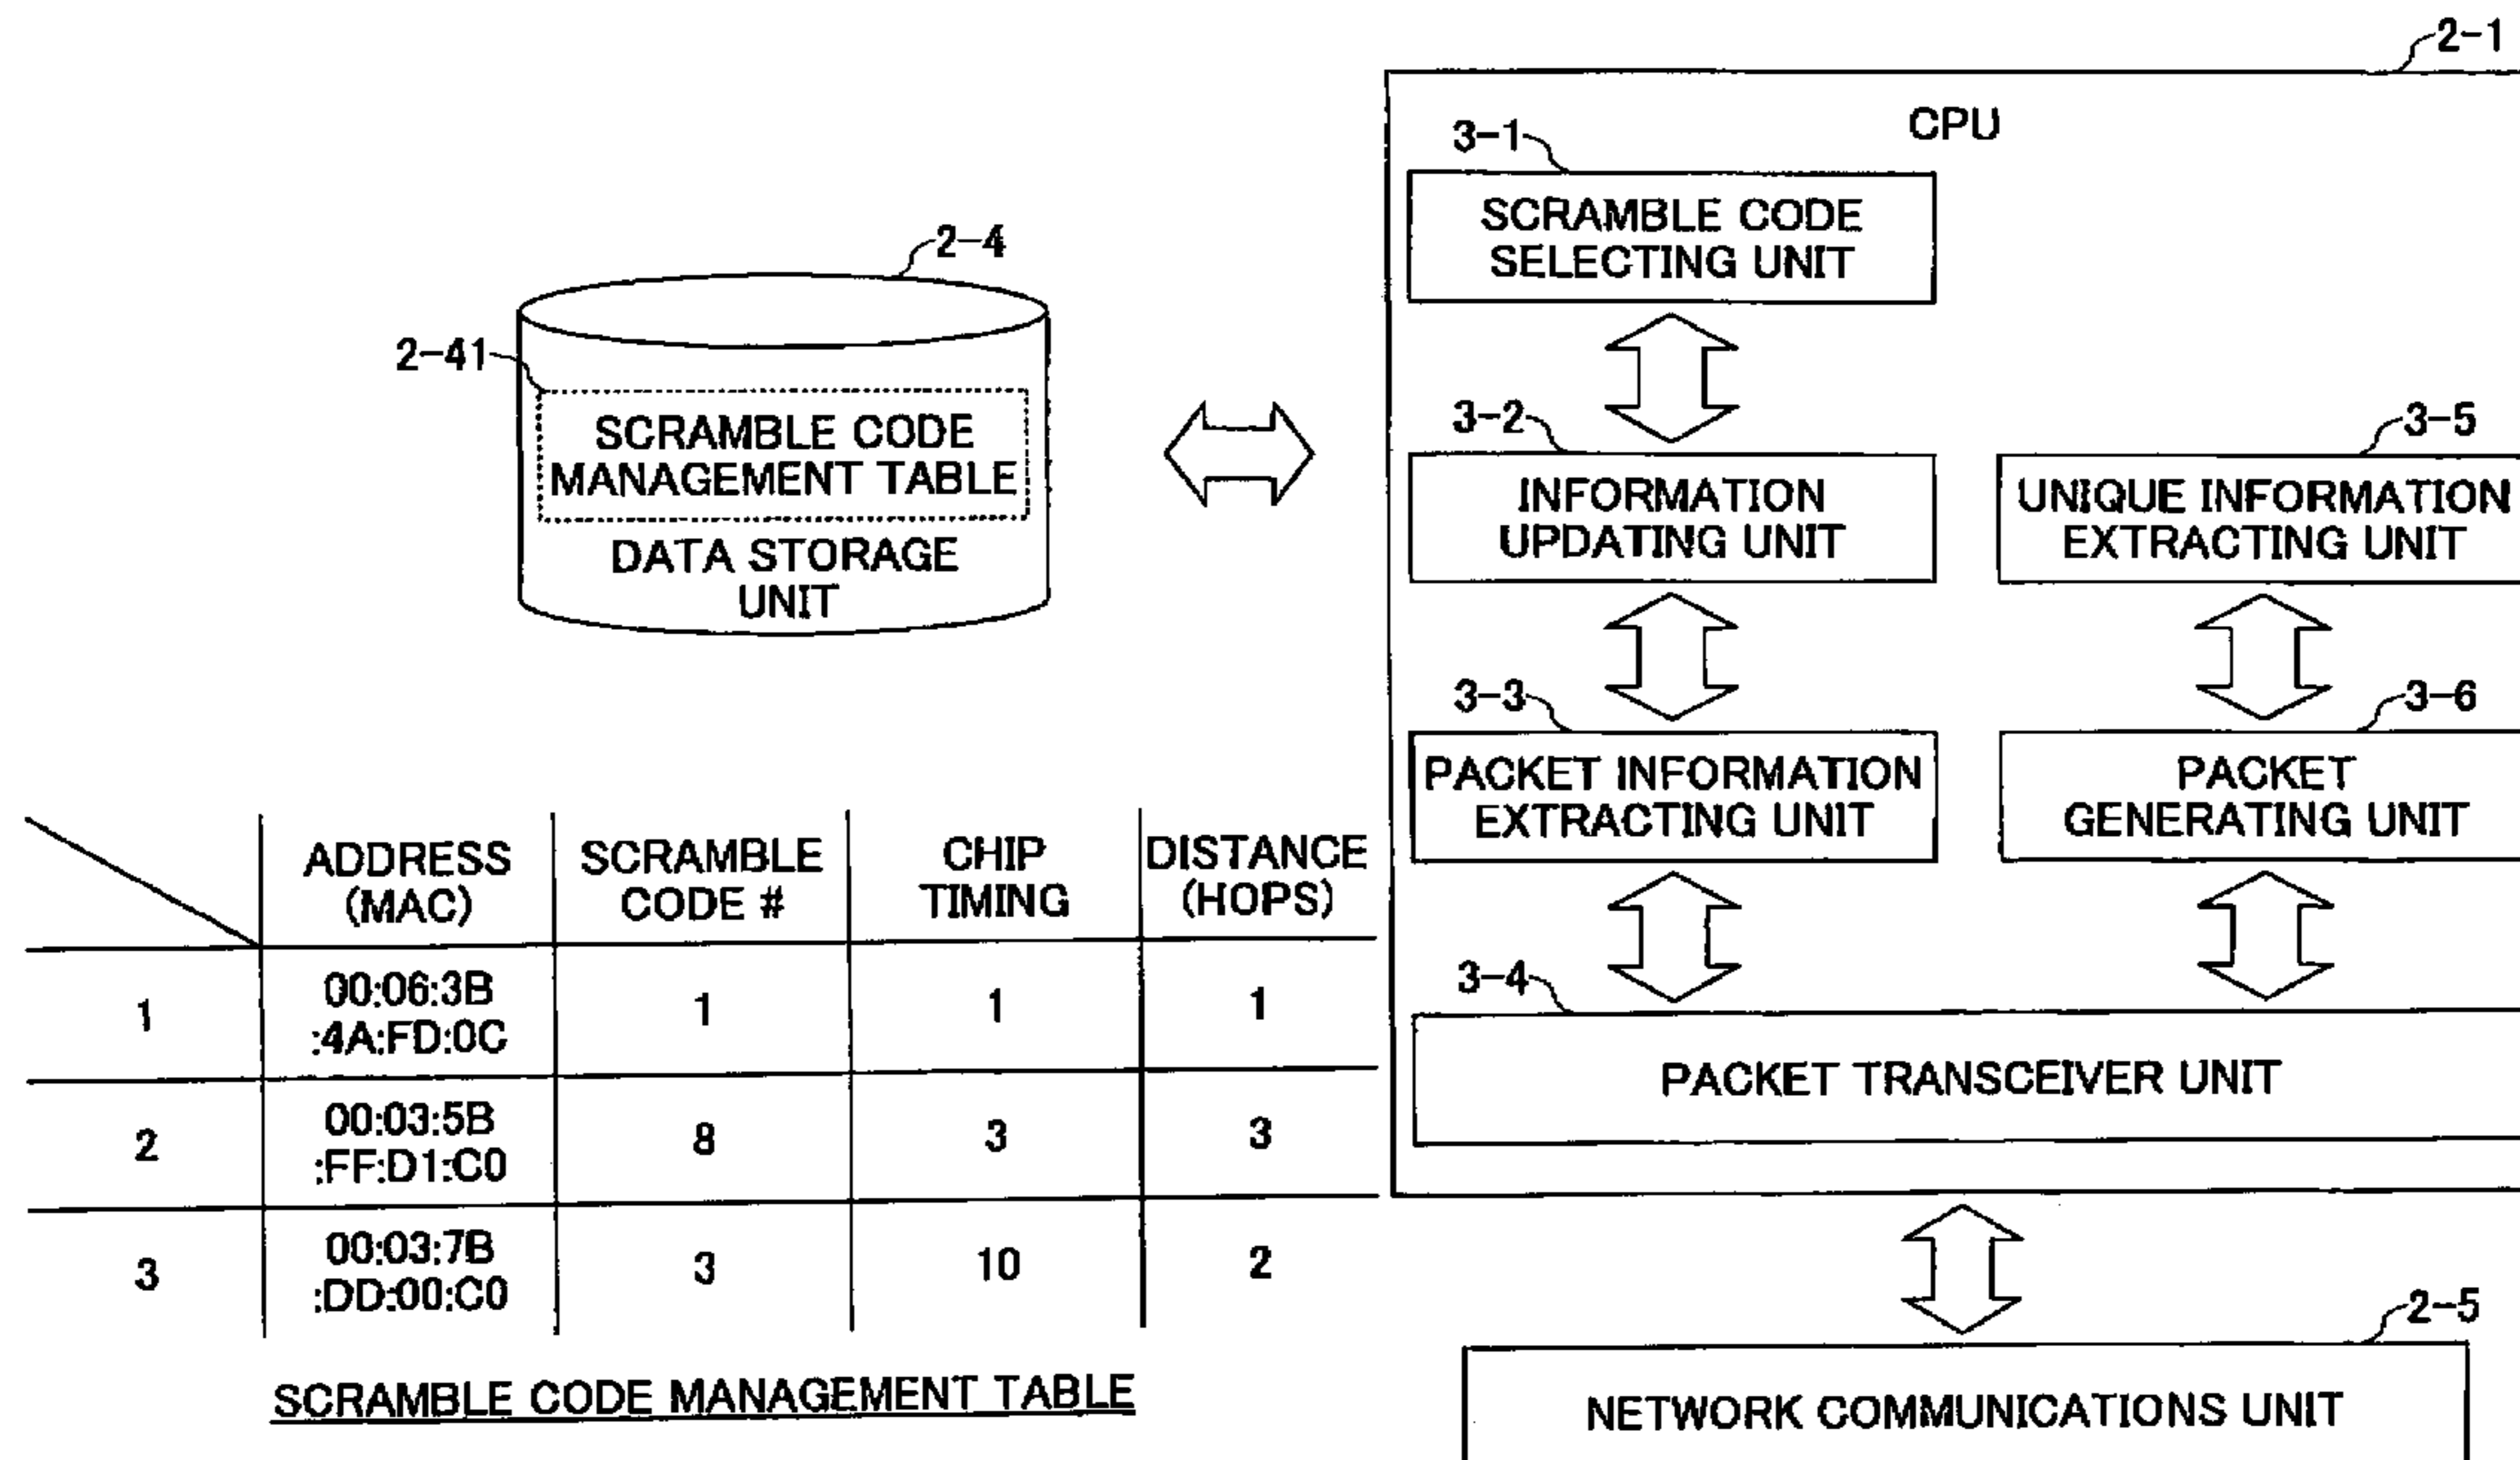 2-1
CPU
3-1
SCRAMBLE CODE
SELECTING UNIT
2-4
2-41
SCRAMBLE CODE
MANAGEMENT TABLE
DATA STORAGE
UNIT
3-2
INFORMATION
UPDATING UNIT
3-5
UNIQUE INFORMATION
EXTRACTING UNIT
3-3
PACKET INFORMATION
EXTRACTING UNIT
3-6
PACKET
GENERATING UNIT
3-4
PACKET TRANSCEIVER UNIT
2-5
NETWORK COMMUNICATIONS UNIT
ADDRESS
(MAC)
SCRAMBLE
CODE #
CHIP
TIMING
DISTANCE
(HOPS)
1
00:06:3B
:4A:FD:0C
1
1
1
2
00:03:5B
:FF:D1:C0
8
3
3
3
00:03:7B
:DD:00:C0
3
10
2
SCRAMBLE CODE MANAGEMENT TABLE